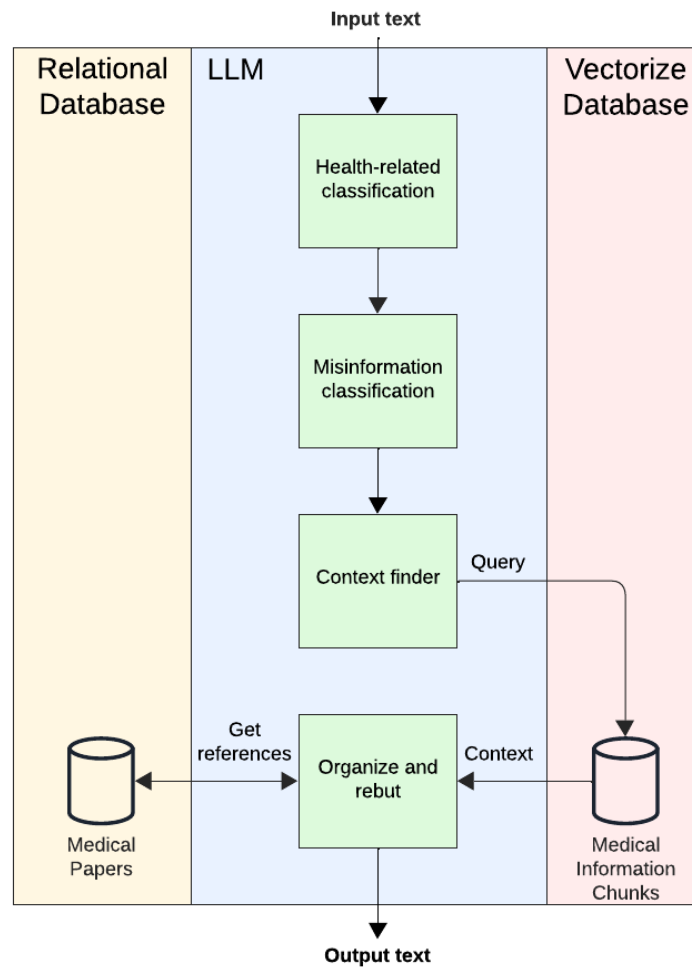 Input text
Relational
Database
LLM
Vectorize
Database
Health-related
classification
Misinformation
classification
Context finder
Query
Get
references
Organize and
rebut
Context
Medical
Papers
Medical
Information
Chunks
Output text